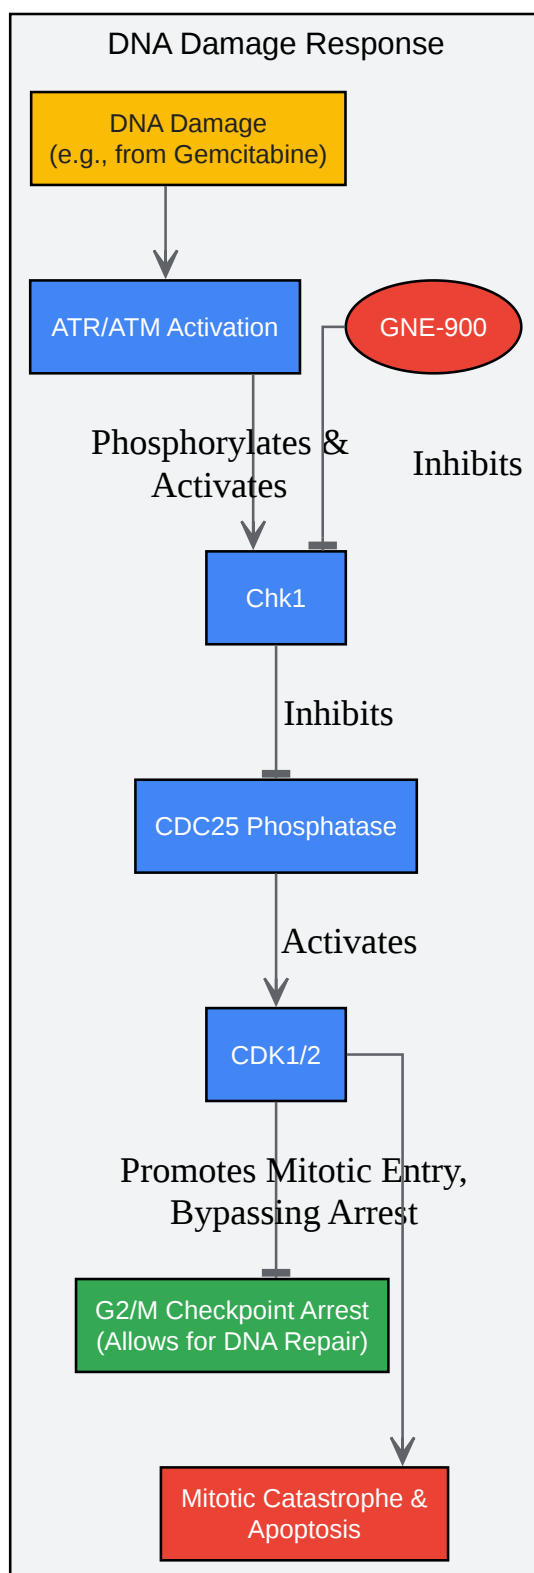 DNA Damage Response
DNA Damage
(e.g., from Gemcitabine)
ATR/ATM Activation
GNE-900
Phosphorylates &
Activates
Inhibits
Chk1
Inhibits
CDC25 Phosphatase
Activates
CDK1/2
Promotes Mitotic Entry,
Bypassing Arrest
G2/M Checkpoint Arrest
(Allows for DNA Repair)
Mitotic Catastrophe &
Apoptosis